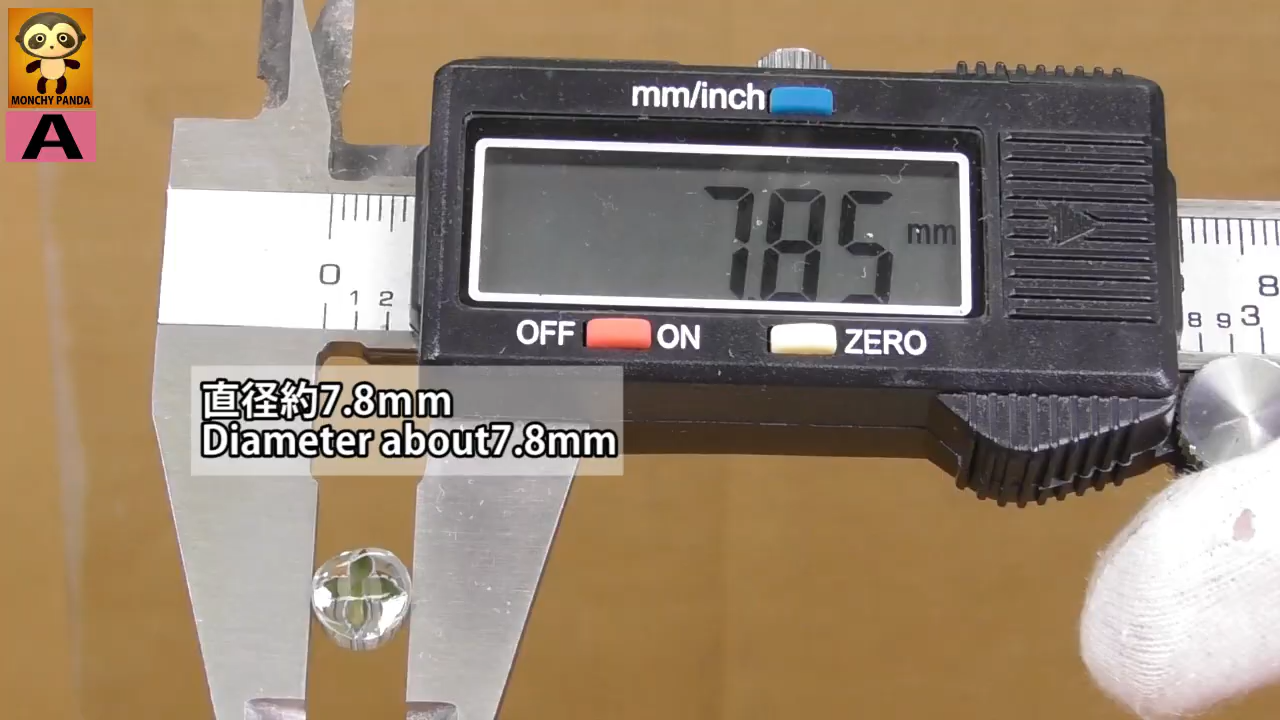 MONCHY PANDA
A
mm/inch
7.85 mm
OFF ON ZERO
0
1 2
8
8 9 3
直径約7.8mm
Diameter about7.8mm